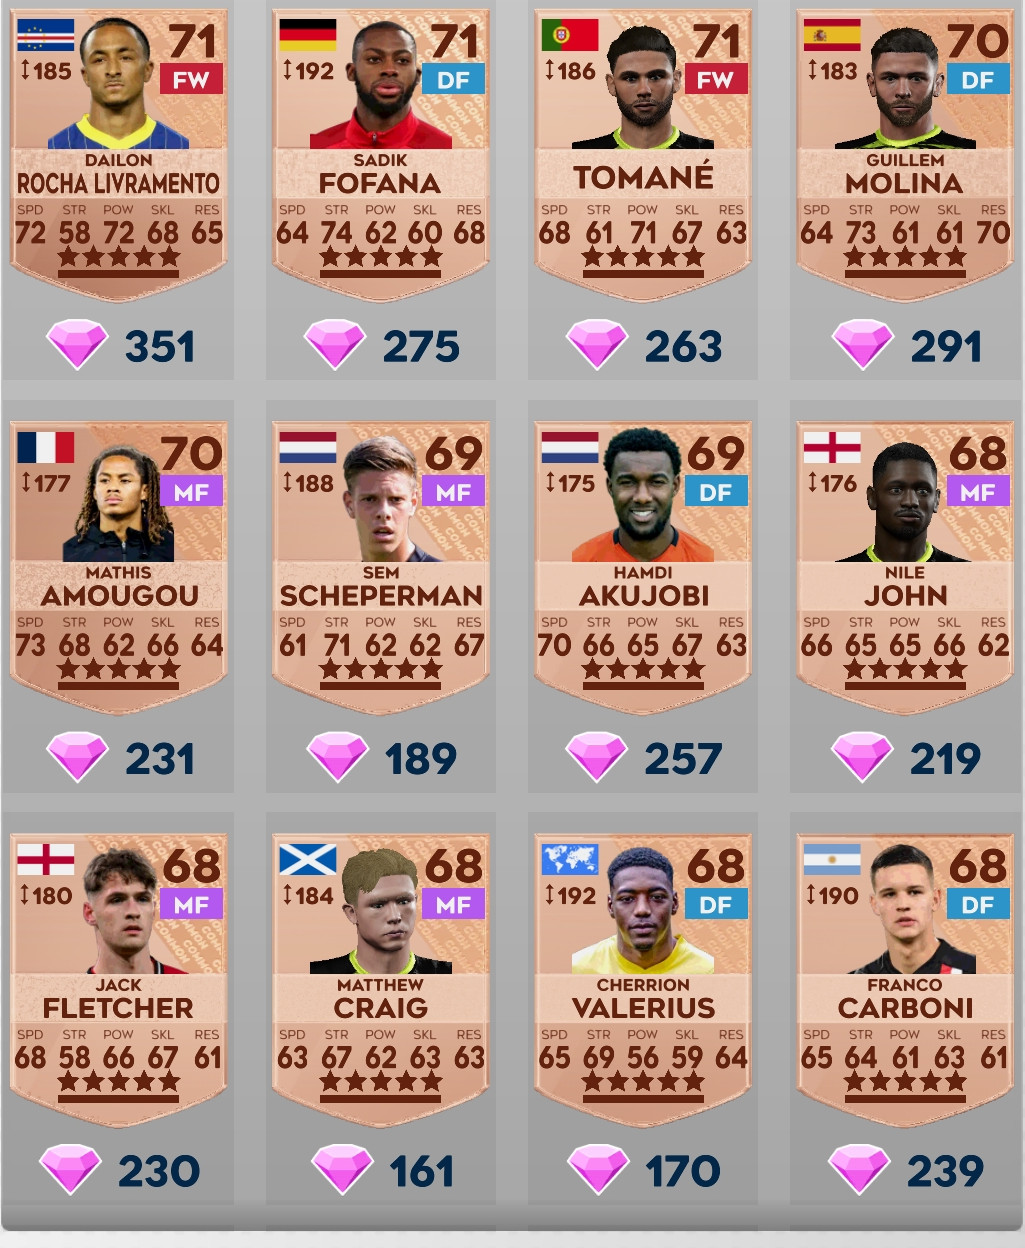 71
185
FW
DAILON
ROCHA LIVRAMENTO
SPD STR POW SKL RES
72 58 72 68 65
351
71
192
DF
SADIK
FOFANA
SPD STR POW SKL RES
64 74 62 60 68
275
71
186
FW
TOMANÉ
SPD STR POW SKL RES
68 61 71 67 63
263
70
183
DF
GUILLEM
MOLINA
SPD STR POW SKL RES
64 73 61 61 70
291
70
177
MF
MATHIS
AMOUGOU
SPD STR POW SKL RES
73 68 62 66 64
231
69
188
MF
SEM
SCHEPERMAN
SPD STR POW SKL RES
61 71 62 62 67
189
69
175
DF
HAMDI
AKUJOBI
SPD STR POW SKL RES
70 66 65 67 63
257
68
176
MF
NILE
JOHN
SPD STR POW SKL RES
66 65 65 66 62
219
68
180
MF
JACK
FLETCHER
SPD STR POW SKL RES
68 58 66 67 61
230
68
184
MF
MATTHEW
CRAIG
SPD STR POW SKL RES
63 67 62 63 63
161
68
192
DF
CHERRION
VALERIUS
SPD STR POW SKL RES
65 69 56 59 64
170
68
190
DF
FRANCO
CARBONI
SPD STR POW SKL RES
65 64 61 63 61
239